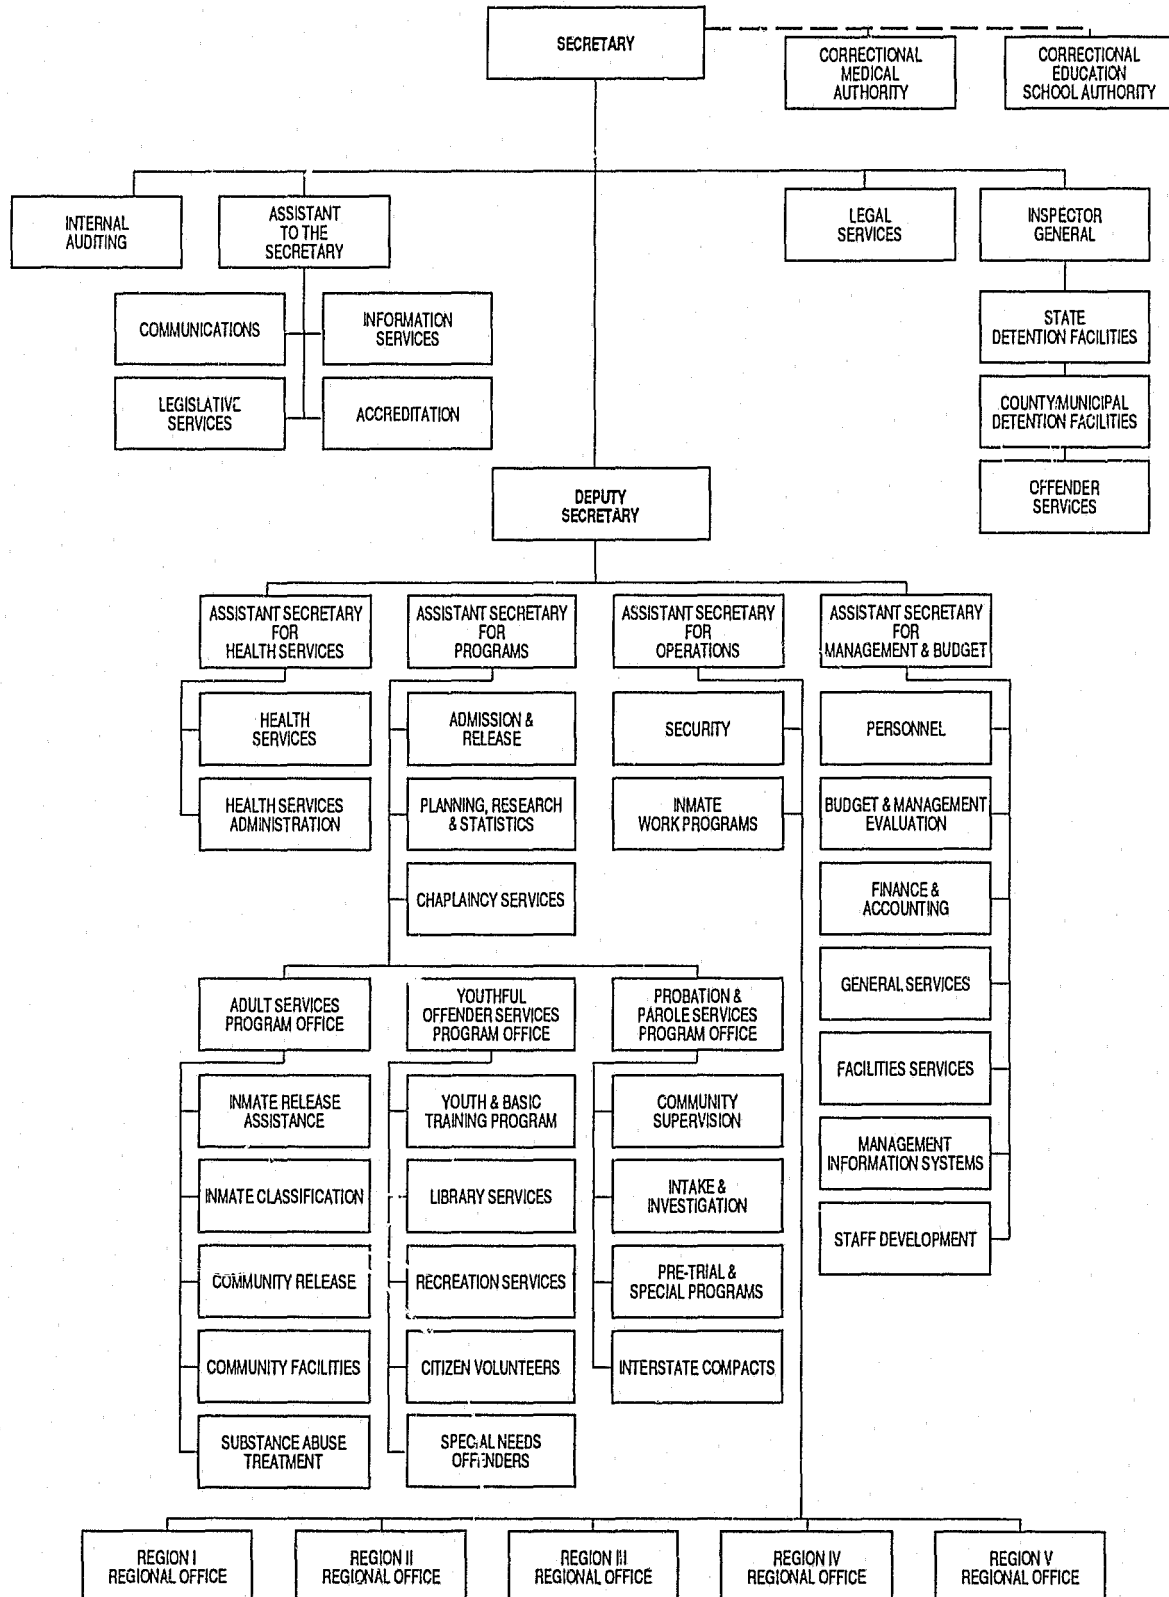 SECRETARY
CORRECTIONAL
MEDICAL
AUTHORITY
CORRECTIONAL
EDUCATION
SCHOOL AUTHORITY
INTERNAL
AUDITING
ASSISTANT
TO THE
SECRETARY
LEGAL
SERVICES
INSPECTOR
GENERAL
COMMUNICATIONS
INFORMATION
SERVICES
LEGISLATIVE
SERVICES
ACCREDITATION
STATE
DETENTION FACILITIES
COUNTY/MUNICIPAL
DETENTION FACILITIES
OFFENDER
SERVICES
DEPUTY
SECRETARY
ASSISTANT SECRETARY
FOR
HEALTH SERVICES
ASSISTANT SECRETARY
FOR
PROGRAMS
ASSISTANT SECRETARY
FOR
OPERATIONS
ASSISTANT SECRETARY
FOR
MANAGEMENT & BUDGET
HEALTH
SERVICES
ADMISSION &
RELEASE
SECURITY
PERSONNEL
HEALTH SERVICES
ADMINISTRATION
PLANNING, RESEARCH
& STATISTICS
INMATE
WORK PROGRAMS
BUDGET & MANAGEMENT
EVALUATION
CHAPLAINCY SERVICES
FINANCE &
ACCOUNTING
ADULT SERVICES
PROGRAM OFFICE
YOUTHFUL
OFFENDER SERVICES
PROGRAM OFFICE
PROBATION &
PAROLE SERVICES
PROGRAM OFFICE
GENERAL SERVICES
INMATE RELEASE
ASSISTANCE
YOUTH & BASIC
TRAINING PROGRAM
COMMUNITY
SUPERVISION
FACILITIES SERVICES
INMATE CLASSIFICATION
LIBRARY SERVICES
INTAKE &
INVESTIGATION
MANAGEMENT
INFORMATION SYSTEMS
COMMUNITY RELEASE
RECREATION SERVICES
PRE-TRIAL &
SPECIAL PROGRAMS
STAFF DEVELOPMENT
COMMUNITY FACILITIES
CITIZEN VOLUNTEERS
INTERSTATE COMPACTS
SUBSTANCE ABUSE
TREATMENT
SPECIAL NEEDS
OFFENDERS
REGION I
REGIONAL OFFICE
REGION II
REGIONAL OFFICE
REGION III
REGIONAL OFFICE
REGION IV
REGIONAL OFFICE
REGION V
REGIONAL OFFICE